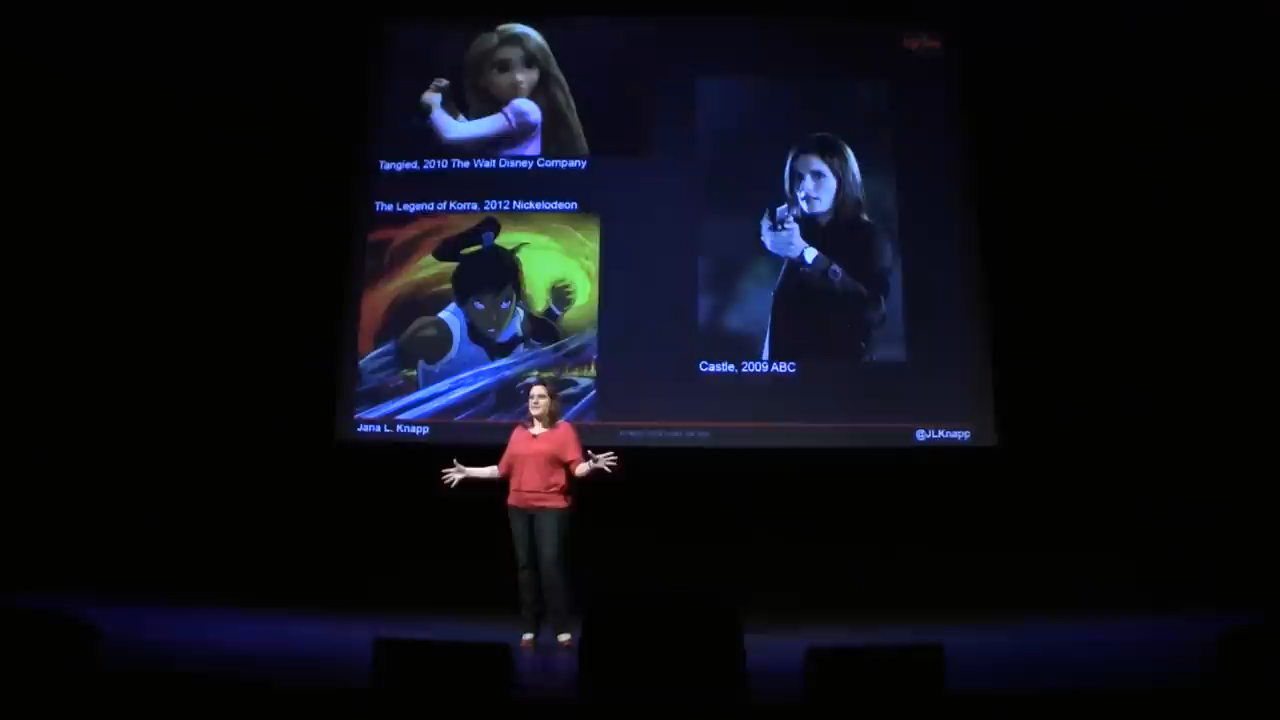 Tangled, 2010 The Walt Disney Company
The Legend of Korra, 2012 Nickelodeon
Castle, 2009 ABC
Jana L. Knapp
@JLKnapp